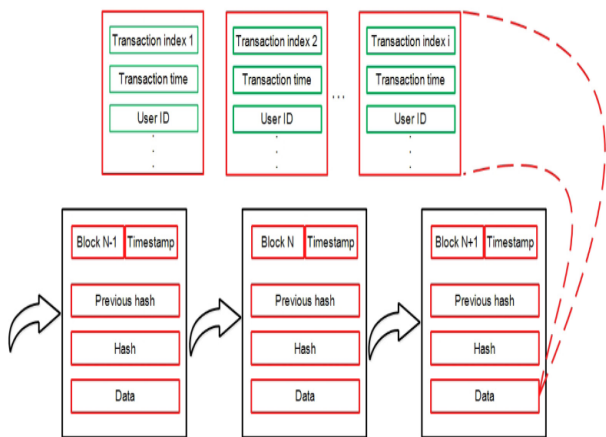 Transaction index 1
Transaction time
User ID
.
.
.
Transaction index 2
Transaction time
User ID
.
.
.
...
Transaction index i
Transaction time
User ID
.
.
.
Block N-1 Timestamp
Previous hash
Hash
Data
Block N Timestamp
Previous hash
Hash
Data
Block N+1 Timestamp
Previous hash
Hash
Data